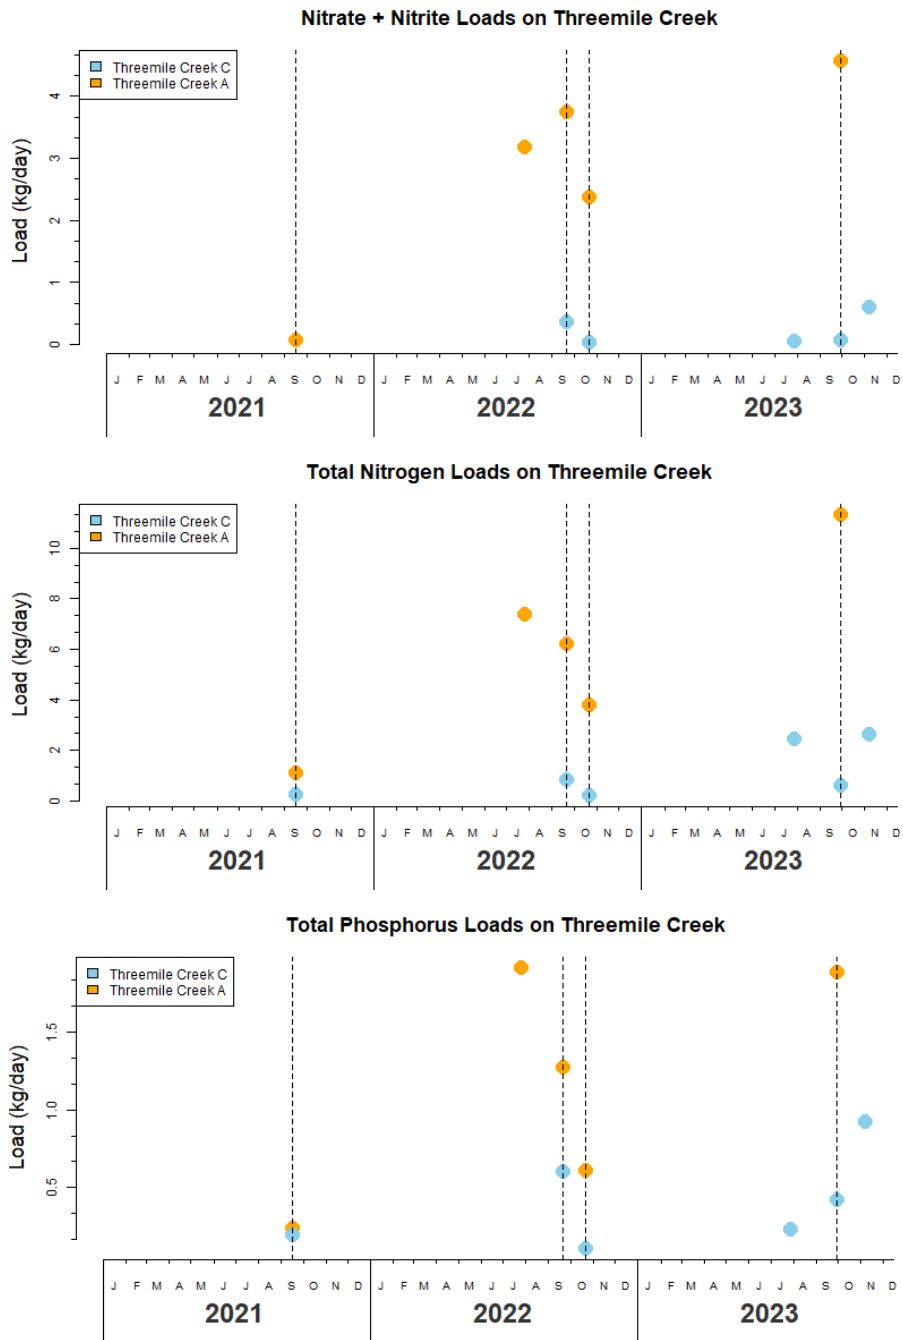 Nitrate + Nitrite Loads on Threemile Creek
Threemile Creek C
Threemile Creek A
Load (kg/day)
0 1 2 3 4
J F M A M J J A S O N D J F M A M J J A S O N D J F M A M J J A S O N D
2021 2022 2023
Total Nitrogen Loads on Threemile Creek
Threemile Creek C
Threemile Creek A
Load (kg/day)
0 2 4 6 8 10
J F M A M J J A S O N D J F M A M J J A S O N D J F M A M J J A S O N D
2021 2022 2023
Total Phosphorus Loads on Threemile Creek
Threemile Creek C
Threemile Creek A
Load (kg/day)
0.5 1.0 1.5
J F M A M J J A S O N D J F M A M J J A S O N D J F M A M J J A S O N D
2021 2022 2023